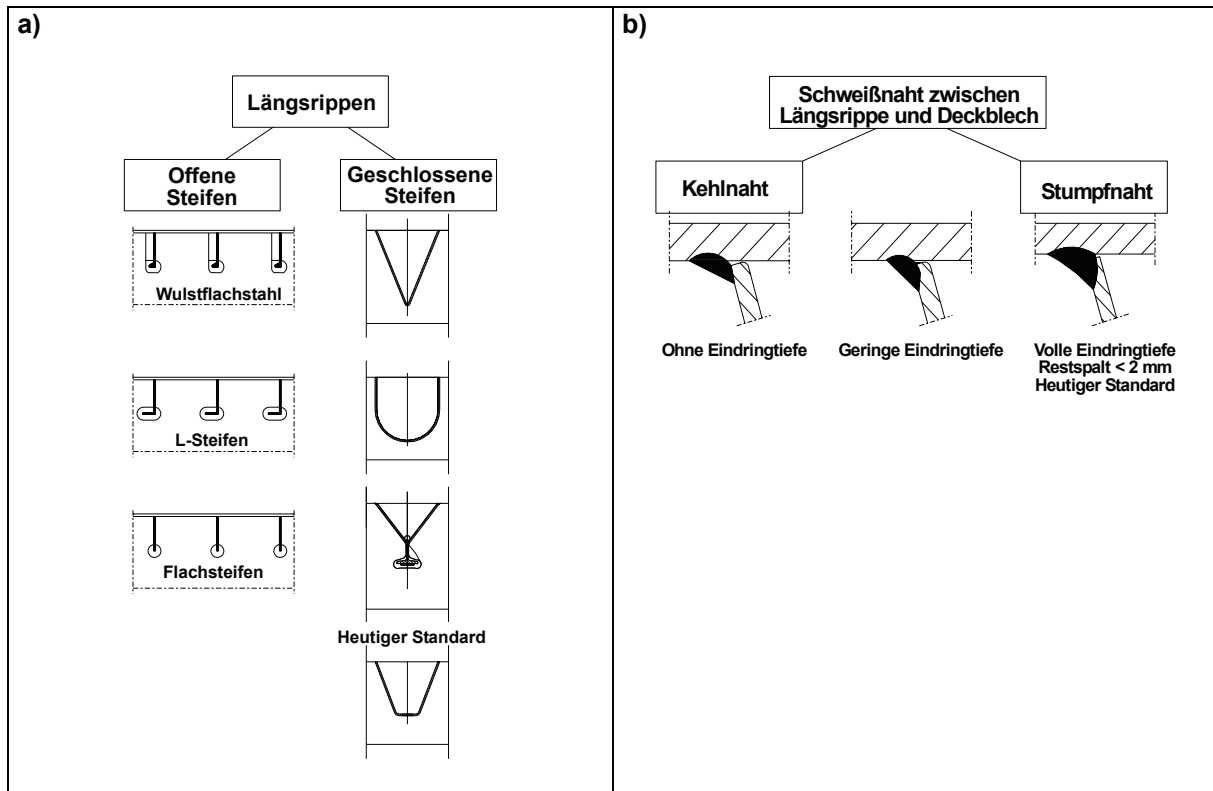 a)
Längsrippen
Offene
Steifen
Geschlossene
Steifen
Wulstflachstahl
L-Steifen
Flachsteifen
Heutiger Standard
b)
Schweißnaht zwischen
Längsrippe und Deckblech
Kehlnaht
Stumpfnaht
Ohne Eindringtiefe
Geringe Eindringtiefe
Volle Eindringtiefe
Restspalt < 2 mm
Heutiger Standard